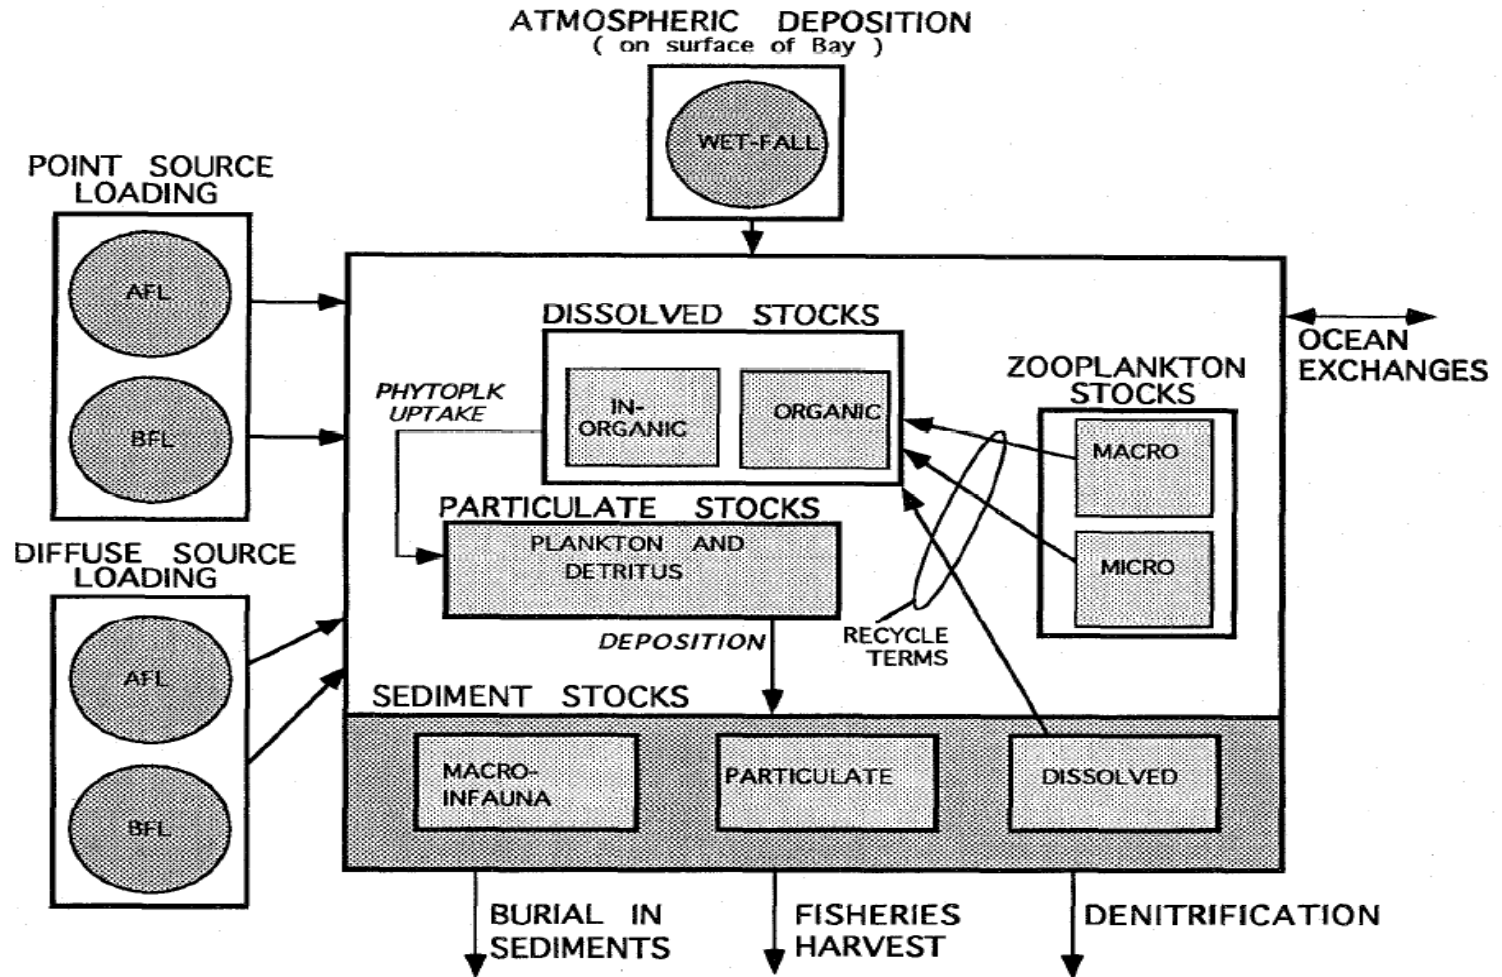 ATMOSPHERIC DEPOSITION
( on surface of Bay )
WET-FALL
POINT SOURCE
LOADING
AFL
BFL
DIFFUSE SOURCE
LOADING
AFL
BFL
DISSOLVED STOCKS
IN-
ORGANIC
ORGANIC
PHYTOPLK
UPTAKE
PARTICULATE STOCKS
PLANKTON AND
DETRITUS
DEPOSITION
RECYCLE
TERMS
ZOOPLANKTON
STOCKS
MACRO
MICRO
OCEAN
EXCHANGES
SEDIMENT STOCKS
MACRO-
INFAUNA
PARTICULATE
DISSOLVED
BURIAL IN
SEDIMENTS
FISHERIES
HARVEST
DENITRIFICATION